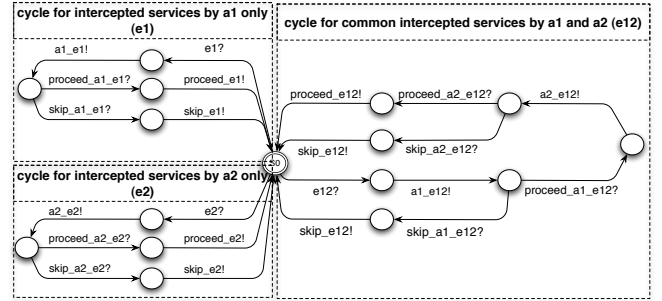 cycle for intercepted services by a1 only
(e1)
a1_e1!
e1?
proceed_a1_e1?
proceed_e1!
skip_a1_e1?
skip_e1!
cycle for intercepted services by a2 only
(e2)
a2_e2!
e2?
proceed_a2_e2?
proceed_e2!
skip_a2_e2?
skip_e2!
cycle for common intercepted services by a1 and a2 (e12)
proceed_e12!
proceed_a2_e12?
a2_e12!
skip_e12!
skip_a2_e12?
e12?
a1_e12!
proceed_a1_e12?
skip_e12!
skip_a1_e12?